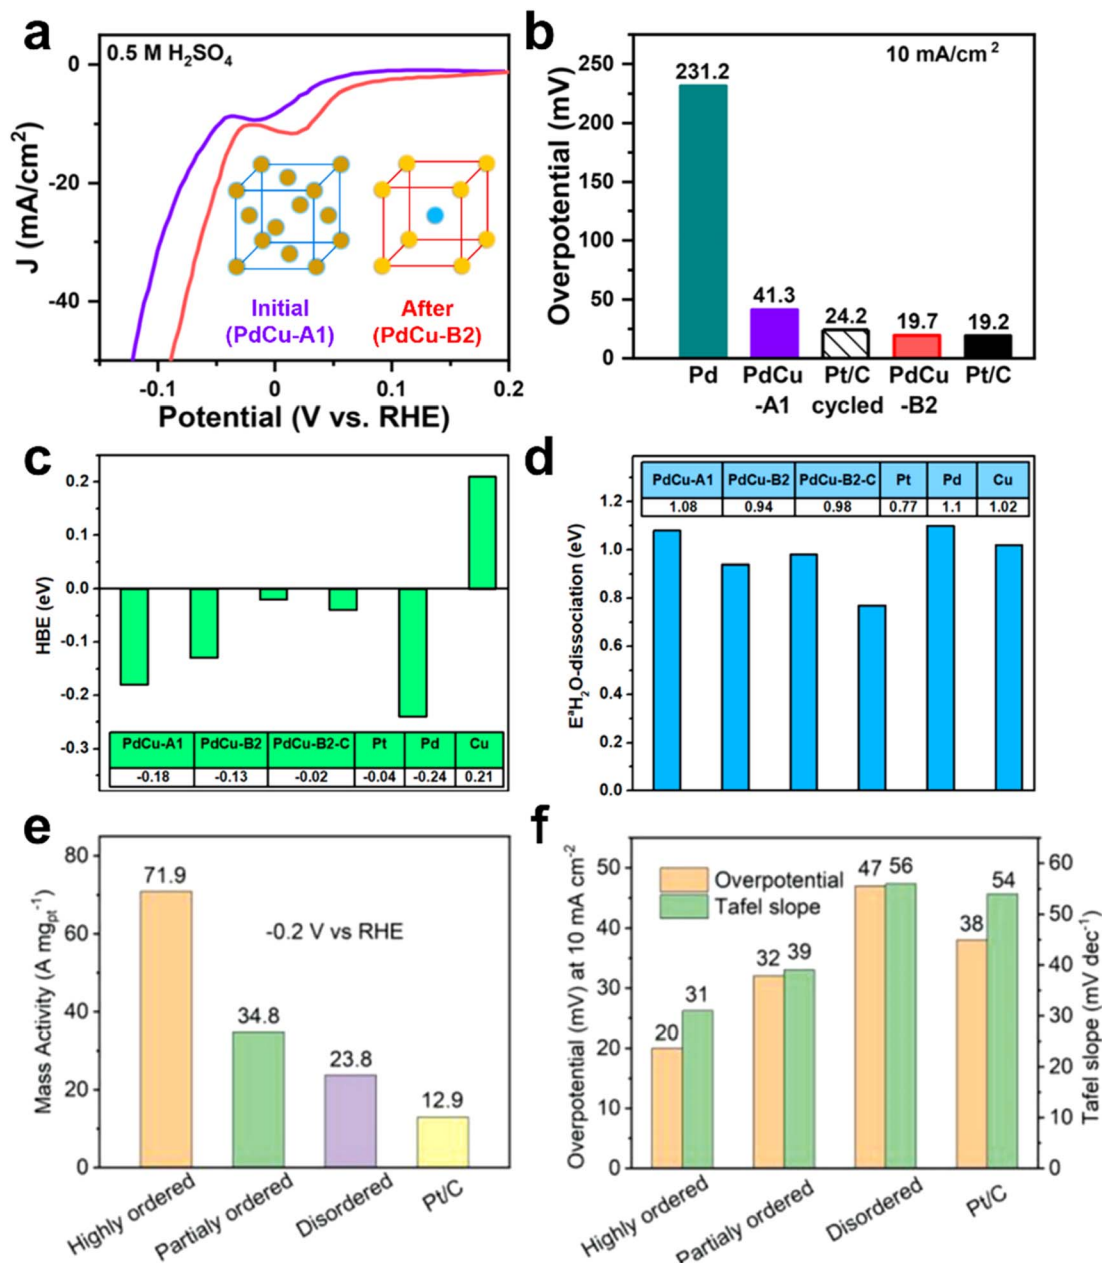 a
0.5 M H₂SO₄
0
-20
-40
J (mA/cm²)
Initial
(PdCu-A1)
After
(PdCu-B2)
-0.1
0
0.1
0.2
Potential (V vs. RHE)
b
10 mA/cm²
250
200
150
100
50
0
Overpotential (mV)
231.2
41.3
24.2
19.7
19.2
Pd
PdCu
-A1
Pt/C
cycled
PdCu
-B2
Pt/C
c
0.2
0.1
0.0
-0.1
-0.2
-0.3
HBE (eV)
PdCu-A1 PdCu-B2 PdCu-B2-C Pt Pd Cu
-0.18 -0.13 -0.02 -0.04 -0.24 0.21
d
PdCu-A1 PdCu-B2 PdCu-B2-C Pt Pd Cu
1.08 0.94 0.98 0.77 1.1 1.02
1.2
1.0
0.8
0.6
0.4
0.2
0.0
EᵃH₂O-dissociation (eV)
e
80
60
40
20
0
Mass Activity (A mgₚₜ⁻¹)
71.9
34.8
23.8
12.9
-0.2 V vs RHE
Highly ordered
Partialy ordered
Disordered
Pt/C
f
50
40
30
20
10
0
Overpotential (mV) at 10 mA cm⁻²
Overpotential
Tafel slope
20
31
32
39
47
56
38
54
60
50
40
30
20
10
0
Tafel slope (mV dec⁻¹)
Highly ordered
Partialy ordered
Disordered
Pt/C